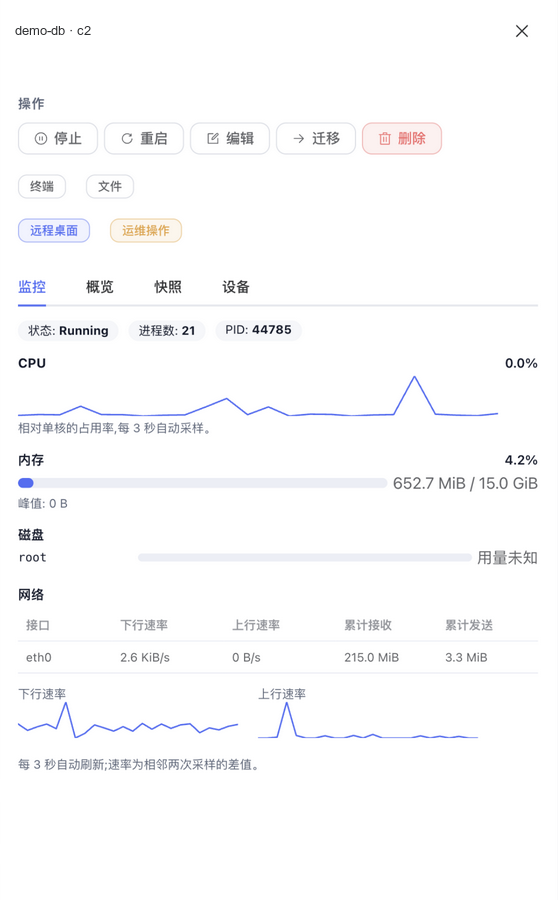 demo-db · c2
操作
停止 重启 编辑 迁移 删除
终端 文件
远程桌面 运维操作
监控 概览 快照 设备
状态: Running 进程数: 21 PID: 44785
CPU 0.0%
相对单核的占用率,每 3 秒自动采样。
内存 4.2%
652.7 MiB / 15.0 GiB
峰值: 0 B
磁盘
root 用量未知
网络
接口 下行速率 上行速率 累计接收 累计发送
eth0 2.6 KiB/s 0 B/s 215.0 MiB 3.3 MiB
下行速率 上行速率
每 3 秒自动刷新;速率为相邻两次采样的差值。